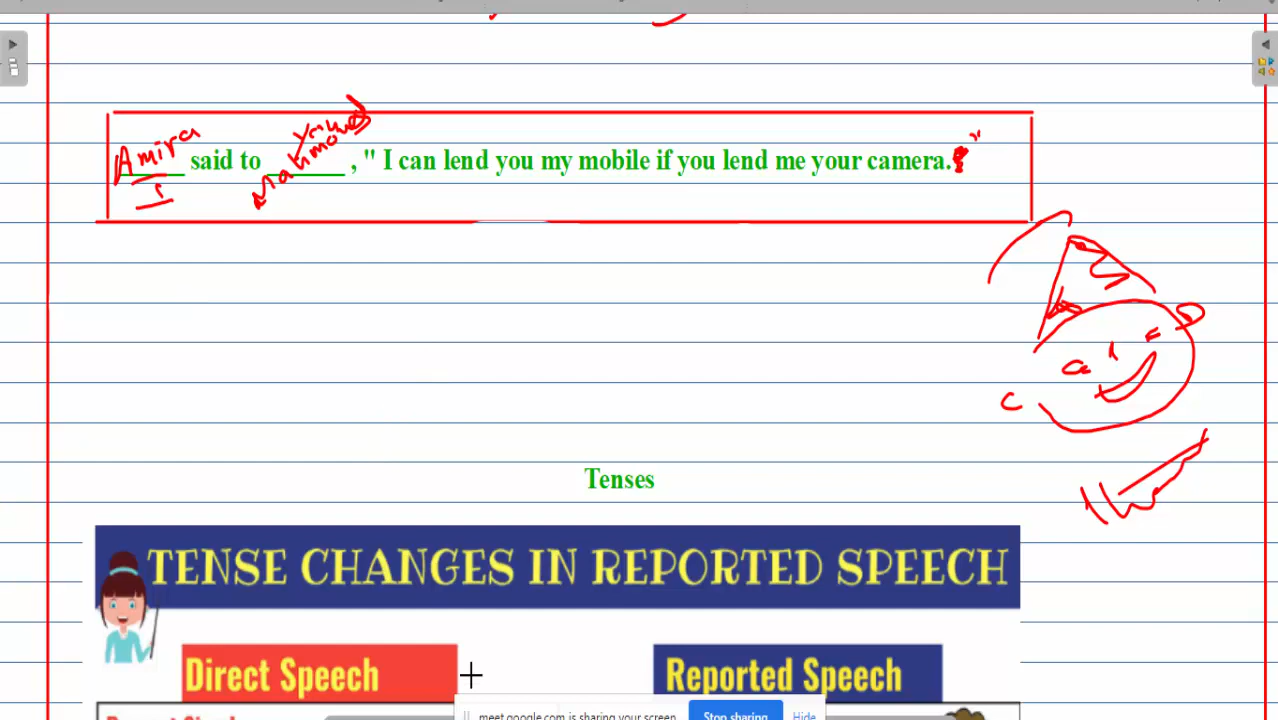 Amira said to Mahmoud , " I can lend you my mobile if you lend me your camera. "
I
you
Tenses
TENSE CHANGES IN REPORTED SPEECH
Direct Speech
Reported Speech
meet.google.com is sharing your screen.
Stop sharing
Hide